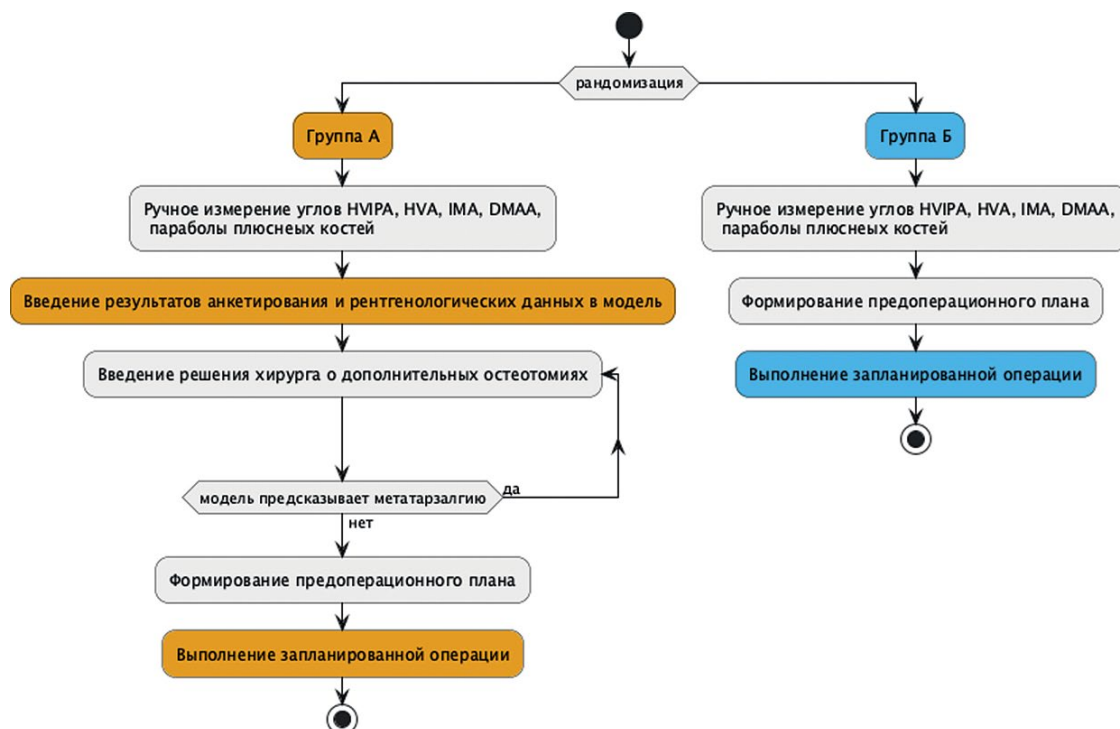 рандомизация
Группа А
Ручное измерение углов HVIPA, HVA, IMA, DMAA,
параболы плюснеых костей
Введение результатов анкетирования и рентгенологических данных в модель
Введение решения хирурга о дополнительных остеотомиях
модель предсказывает метатарзалгию
да
нет
Формирование предоперационного плана
Выполнение запланированной операции
Группа Б
Ручное измерение углов HVIPA, HVA, IMA, DMAA,
параболы плюснеых костей
Формирование предоперационного плана
Выполнение запланированной операции